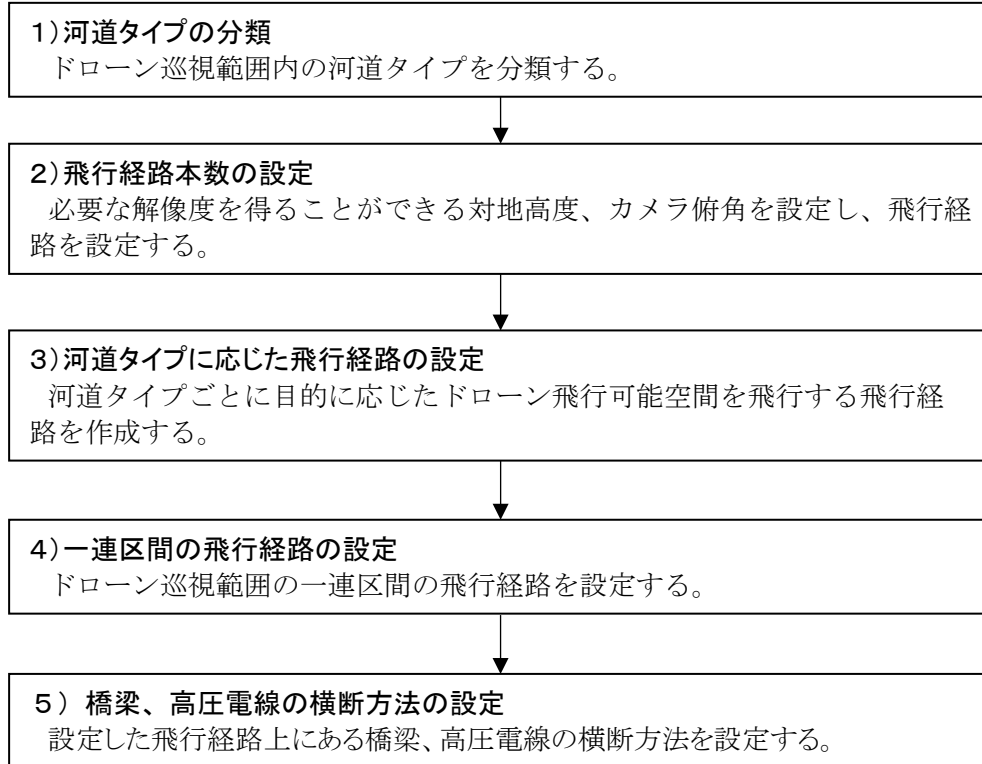 1)河道タイプの分類
ドローン巡視範囲内の河道タイプを分類する。
2)飛行経路本数の設定
必要な解像度を得ることができる対地高度、カメラ俯角を設定し、飛行経
路を設定する。
3)河道タイプに応じた飛行経路の設定
河道タイプごとに目的に応じたドローン飛行可能空間を飛行する飛行経
路を作成する。
4)一連区間の飛行経路の設定
ドローン巡視範囲の一連区間の飛行経路を設定する。
5) 橋梁、高圧電線の横断方法の設定
設定した飛行経路上にある橋梁、高圧電線の横断方法を設定する。